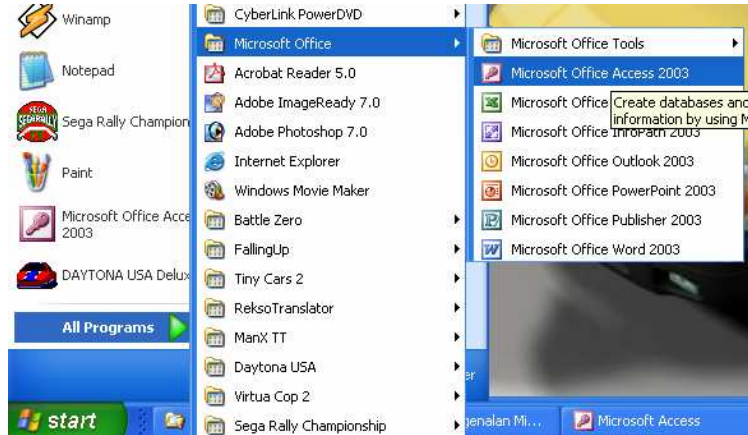 Winamp
Notepad
SEGA
Sega Rally Champion
Paint
Microsoft Office Acce
2003
DAYTONA USA Delux
All Programs
start
CyberLink PowerDVD
Microsoft Office
Acrobat Reader 5.0
Adobe ImageReady 7.0
Adobe Photoshop 7.0
Internet Explorer
Windows Movie Maker
Battle Zero
FallingUp
Tiny Cars 2
ReksoTranslator
ManX TT
Daytona USA
Virtua Cop 2
Sega Rally Championship
Microsoft Office Tools
Microsoft Office Access 2003
Microsoft Office
Create databases and
information by using M
Microsoft Office InfoPath 2003
Microsoft Office Outlook 2003
Microsoft Office PowerPoint 2003
Microsoft Office Publisher 2003
Microsoft Office Word 2003
er
genalan Mi...
Microsoft Access